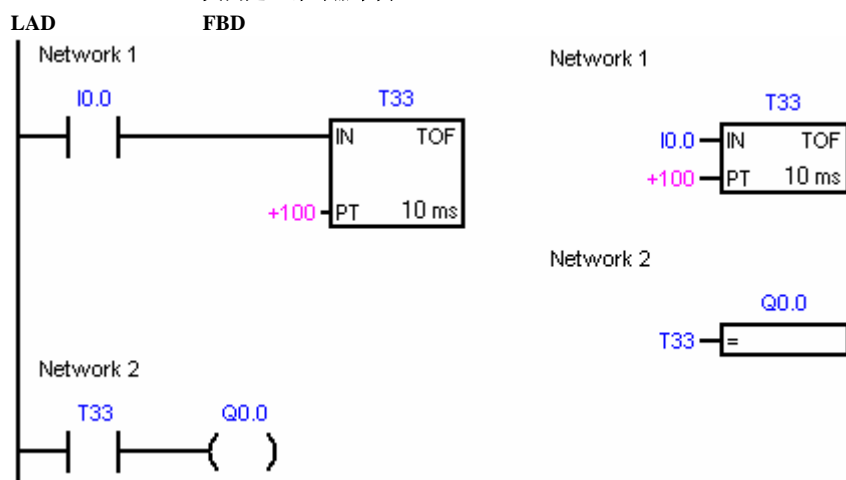 LAD FBD
Network 1
I0.0
T33
IN TOF
+100 PT 10 ms
Network 2
T33 Q0.0
Network 1
T33
I0.0 IN TOF
+100 PT 10 ms
Network 2
Q0.0
T33 =